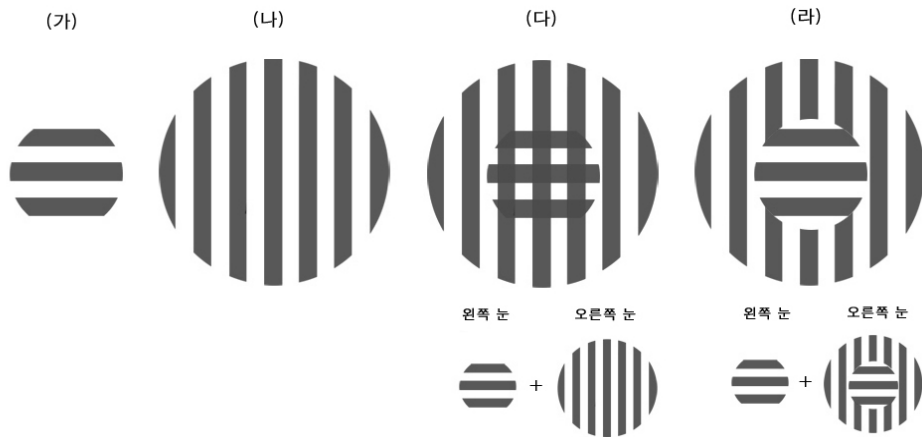 (가) (나) (다) (라)
왼쪽 눈 오른쪽 눈 왼쪽 눈 오른쪽 눈
+ +